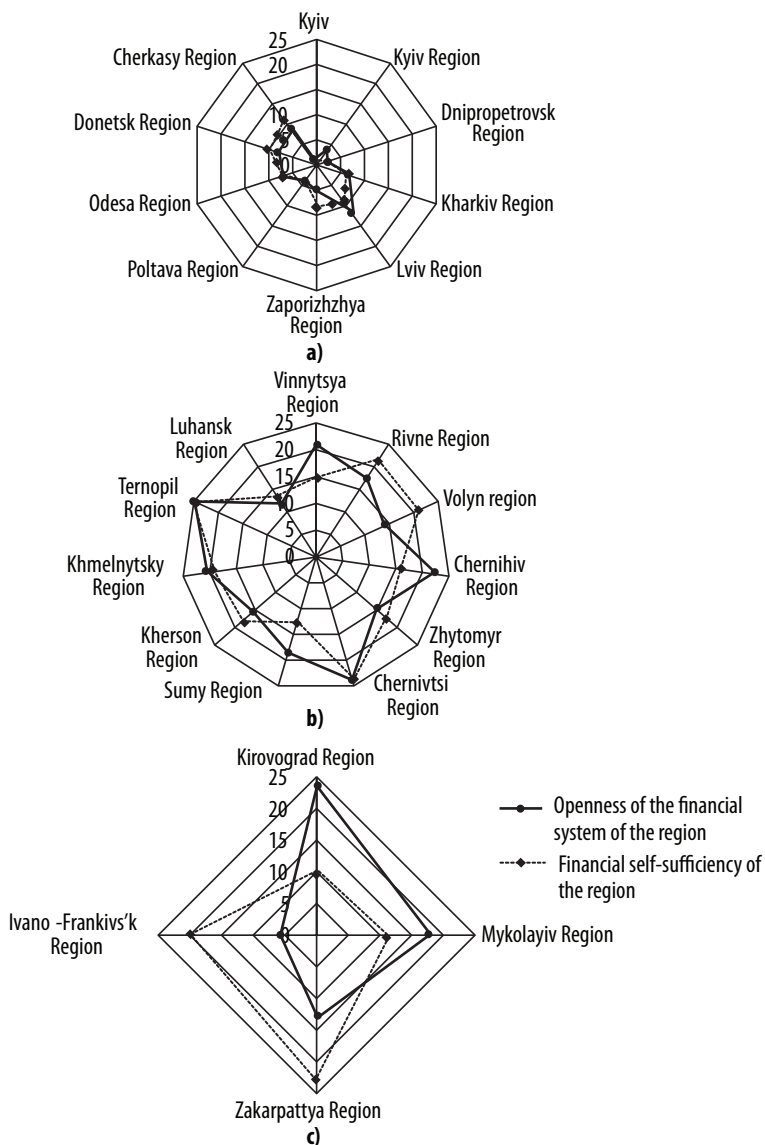 Kyiv
25
20
10
0
Cherkasy Region
Kyiv Region
Donetsk Region
Dnipropetrovsk
Region
Odesa Region
Kharkiv Region
Poltava Region
Lviv Region
Zaporizhzhya
Region
a)
Vinnytsya
Region
25
20
15
10
5
0
Luhansk
Region
Rivne Region
Ternopil
Region
Volyn region
Khmelnytsky
Region
Chernihiv
Region
Kherson
Region
Zhytomyr
Region
Sumy Region
Chernivtsi
Region
b)
Kirovograd Region
25
20
15
10
5
0
Openness of the financial
system of the region
Financial self-sufficiency of
the region
Ivano -Frankivs'k
Region
Mykolayiv Region
Zakarpattya Region
c)